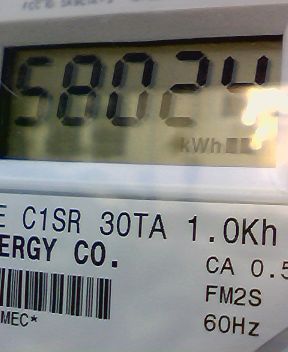 58024
kWh
E C1SR 30TA 1.0Kh
ERGY CO.
CA 0.5
FM2S
MEC*
60Hz